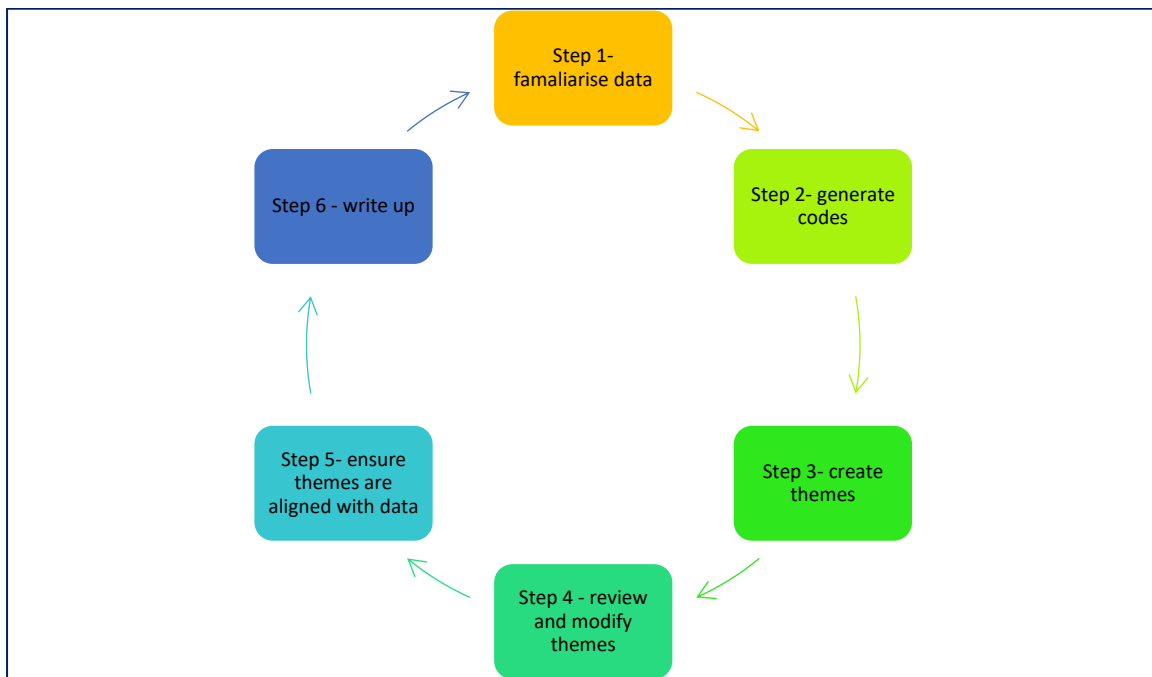 Step 1-
famaliarise data
Step 2- generate
codes
Step 3- create
themes
Step 4 - review
and modify
themes
Step 5- ensure
themes are
aligned with data
Step 6 - write up